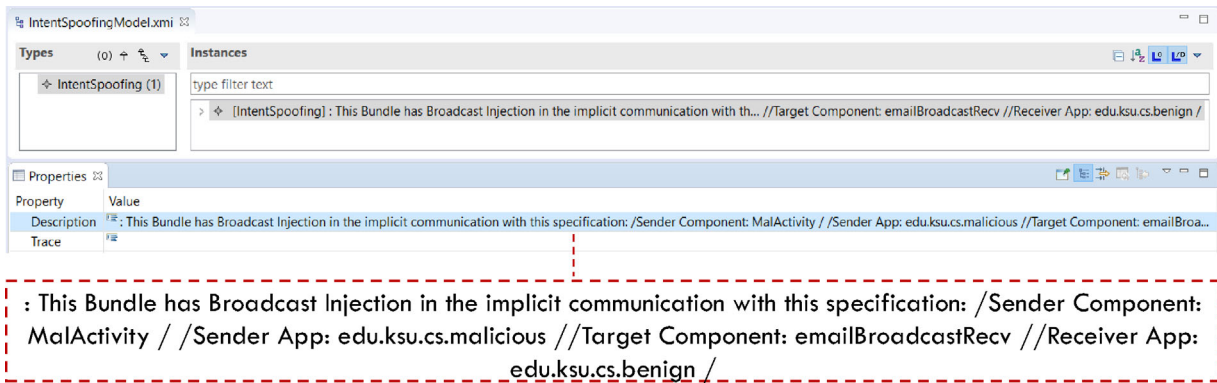 IntentSpoofingModel.xmi
Types (0) Instances
IntentSpoofing (1)
type filter text
[IntentSpoofing] : This Bundle has Broadcast Injection in the implicit communication with th... //Target Component: emailBroadcastRecv //Receiver App: edu.ksu.cs.benign /
Properties
Property Value
Description : This Bundle has Broadcast Injection in the implicit communication with this specification: /Sender Component: MalActivity / /Sender App: edu.ksu.cs.malicious //Target Component: emailBroa...
Trace
: This Bundle has Broadcast Injection in the implicit communication with this specification: /Sender Component:
MalActivity / /Sender App: edu.ksu.cs.malicious //Target Component: emailBroadcastRecv //Receiver App:
edu.ksu.cs.benign /